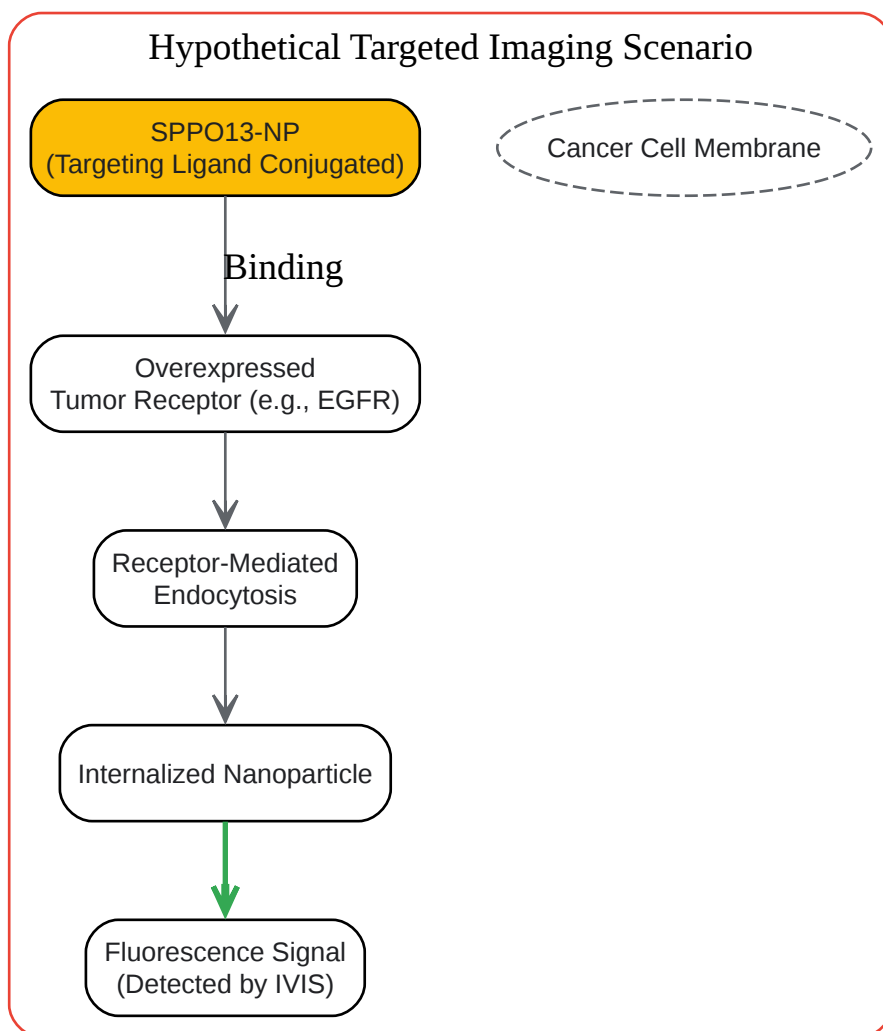 Hypothetical Targeted Imaging Scenario
SPPO13-NP
(Targeting Ligand Conjugated)
Cancer Cell Membrane
Binding
Overexpressed
Tumor Receptor (e.g., EGFR)
Receptor-Mediated
Endocytosis
Internalized Nanoparticle
Fluorescence Signal
(Detected by IVIS)